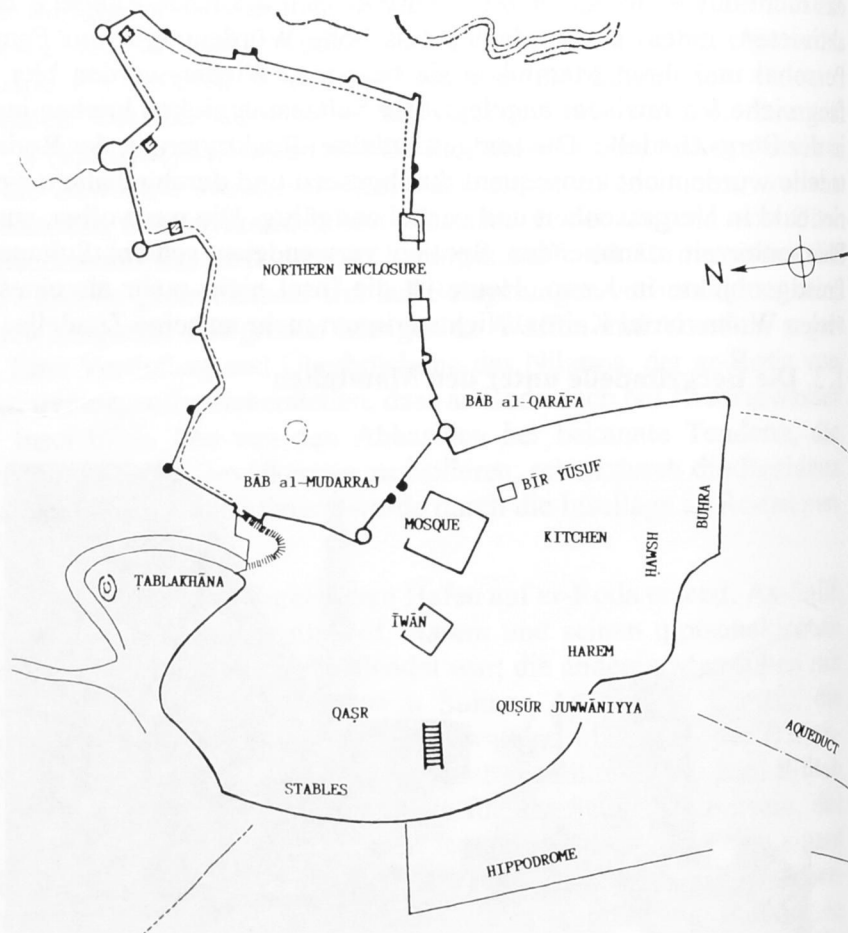 NORTHERN ENCLOSURE
N
BĀB al-QARĀFA
BĀB al-MUDARRAJ
BĪR YŪSUF
MOSQUE
KITCHEN
ḤAWSH
BUḤRA
ṬABLAKHĀNA
ĪWĀN
HAREM
QAṢR
QUṢŪR JUWWĀNIYYA
AQUEDUCT
STABLES
HIPPODROME